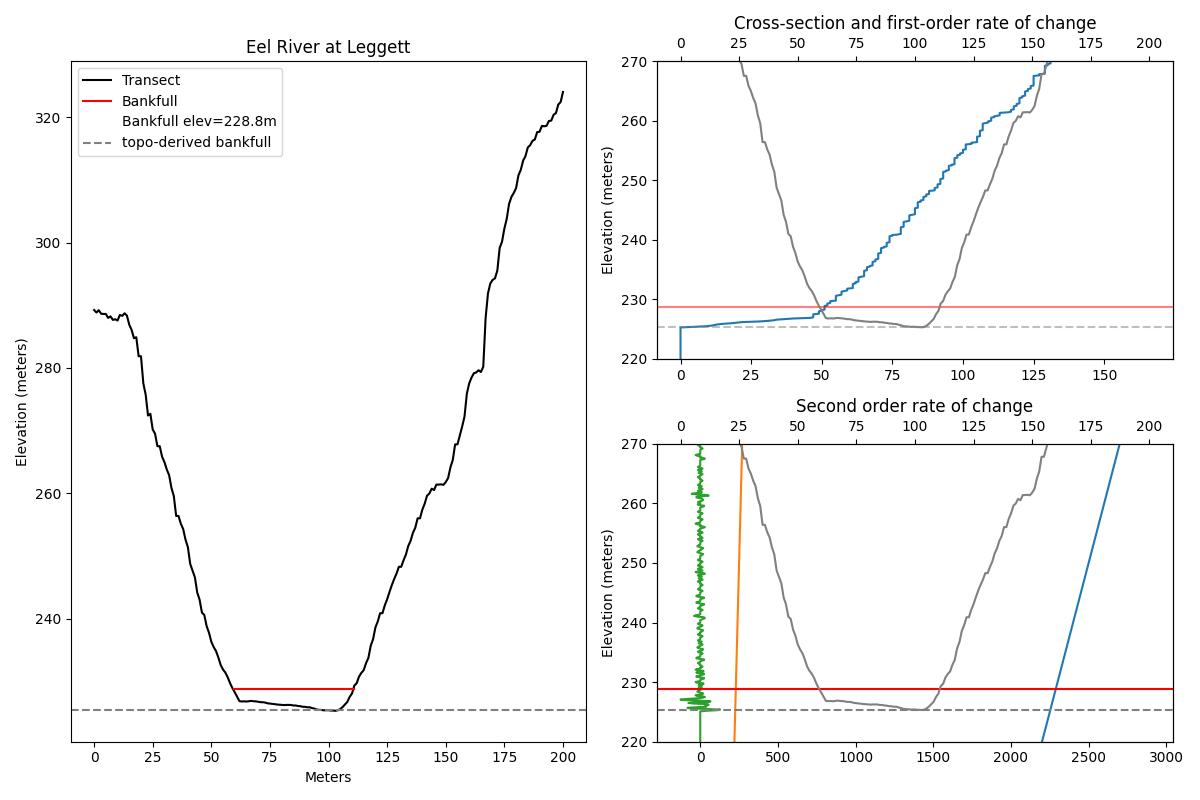 Eel River at Leggett
Transect
Bankfull
Bankfull elev=228.8m
topo-derived bankfull
Elevation (meters)
320
300
280
260
240
0 25 50 75 100 125 150 175 200
Meters
Cross-section and first-order rate of change
0 25 50 75 100 125 150 175 200
Elevation (meters)
270
260
250
240
230
220
0 25 50 75 100 125 150
Second order rate of change
0 25 50 75 100 125 150 175 200
Elevation (meters)
270
260
250
240
230
220
0 500 1000 1500 2000 2500 3000